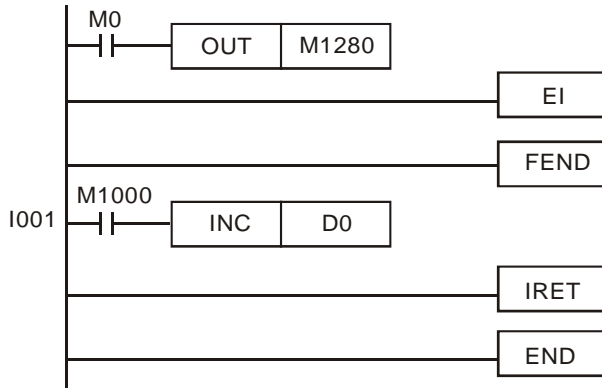 M0
OUT M1280
EI
FEND
M1000
I001 INC D0
IRET
END